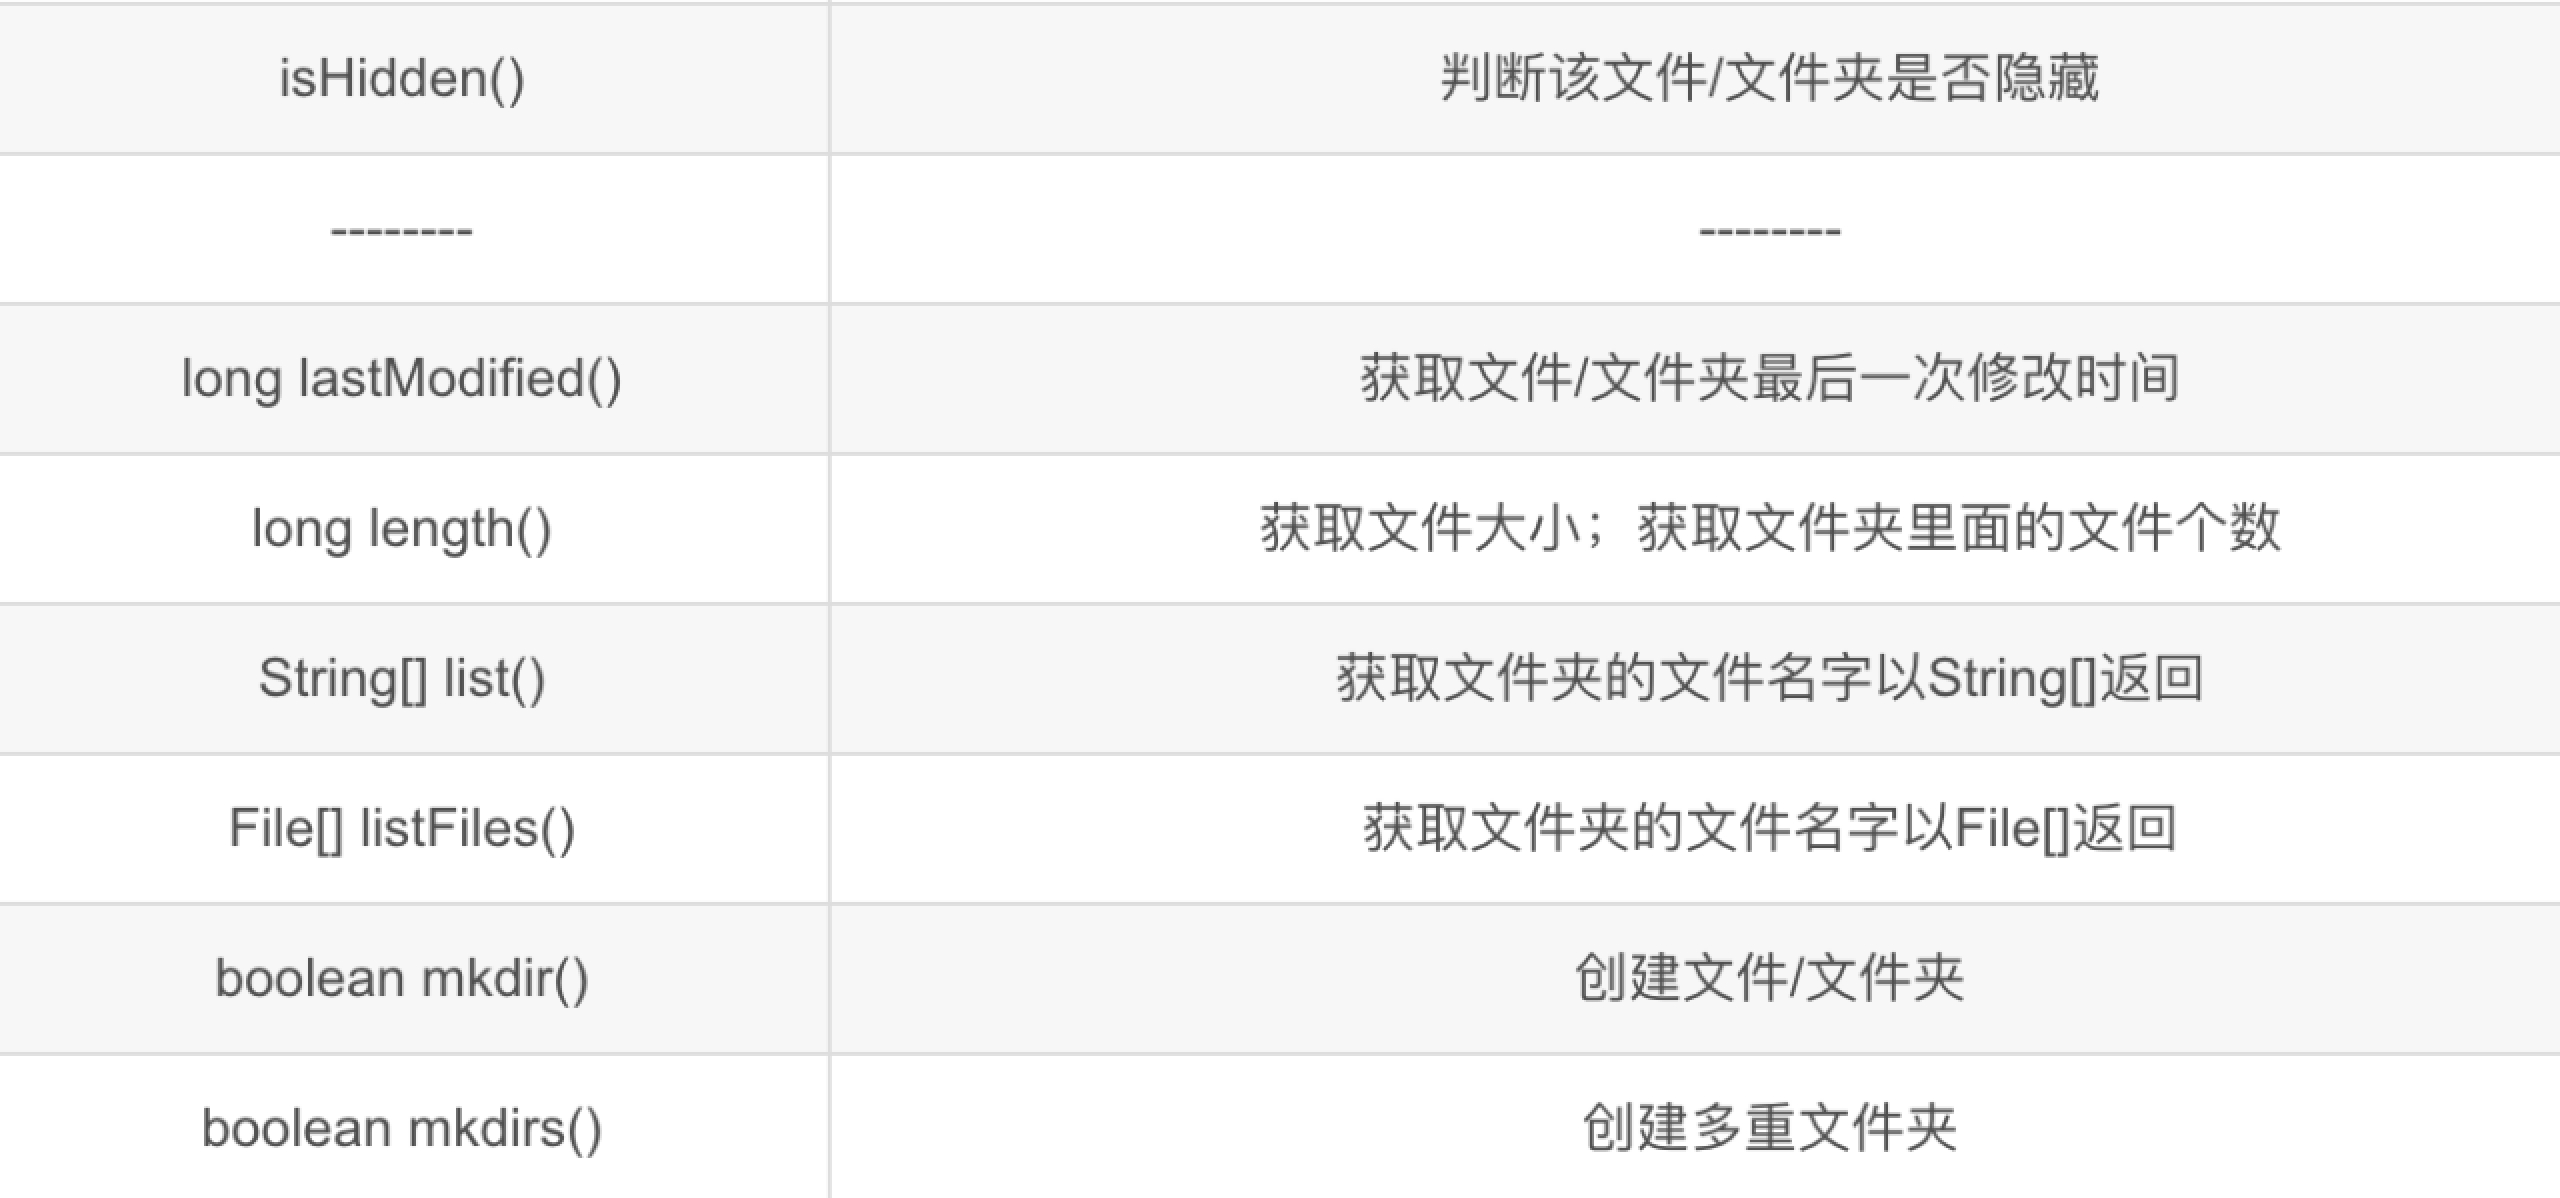 isHidden() 判断该文件/文件夹是否隐藏
-------- --------
long lastModified() 获取文件/文件夹最后一次修改时间
long length() 获取文件大小；获取文件夹里面的文件个数
String[] list() 获取文件夹的文件名字以String[]返回
File[] listFiles() 获取文件夹的文件名字以File[]返回
boolean mkdir() 创建文件/文件夹
boolean mkdirs() 创建多重文件夹